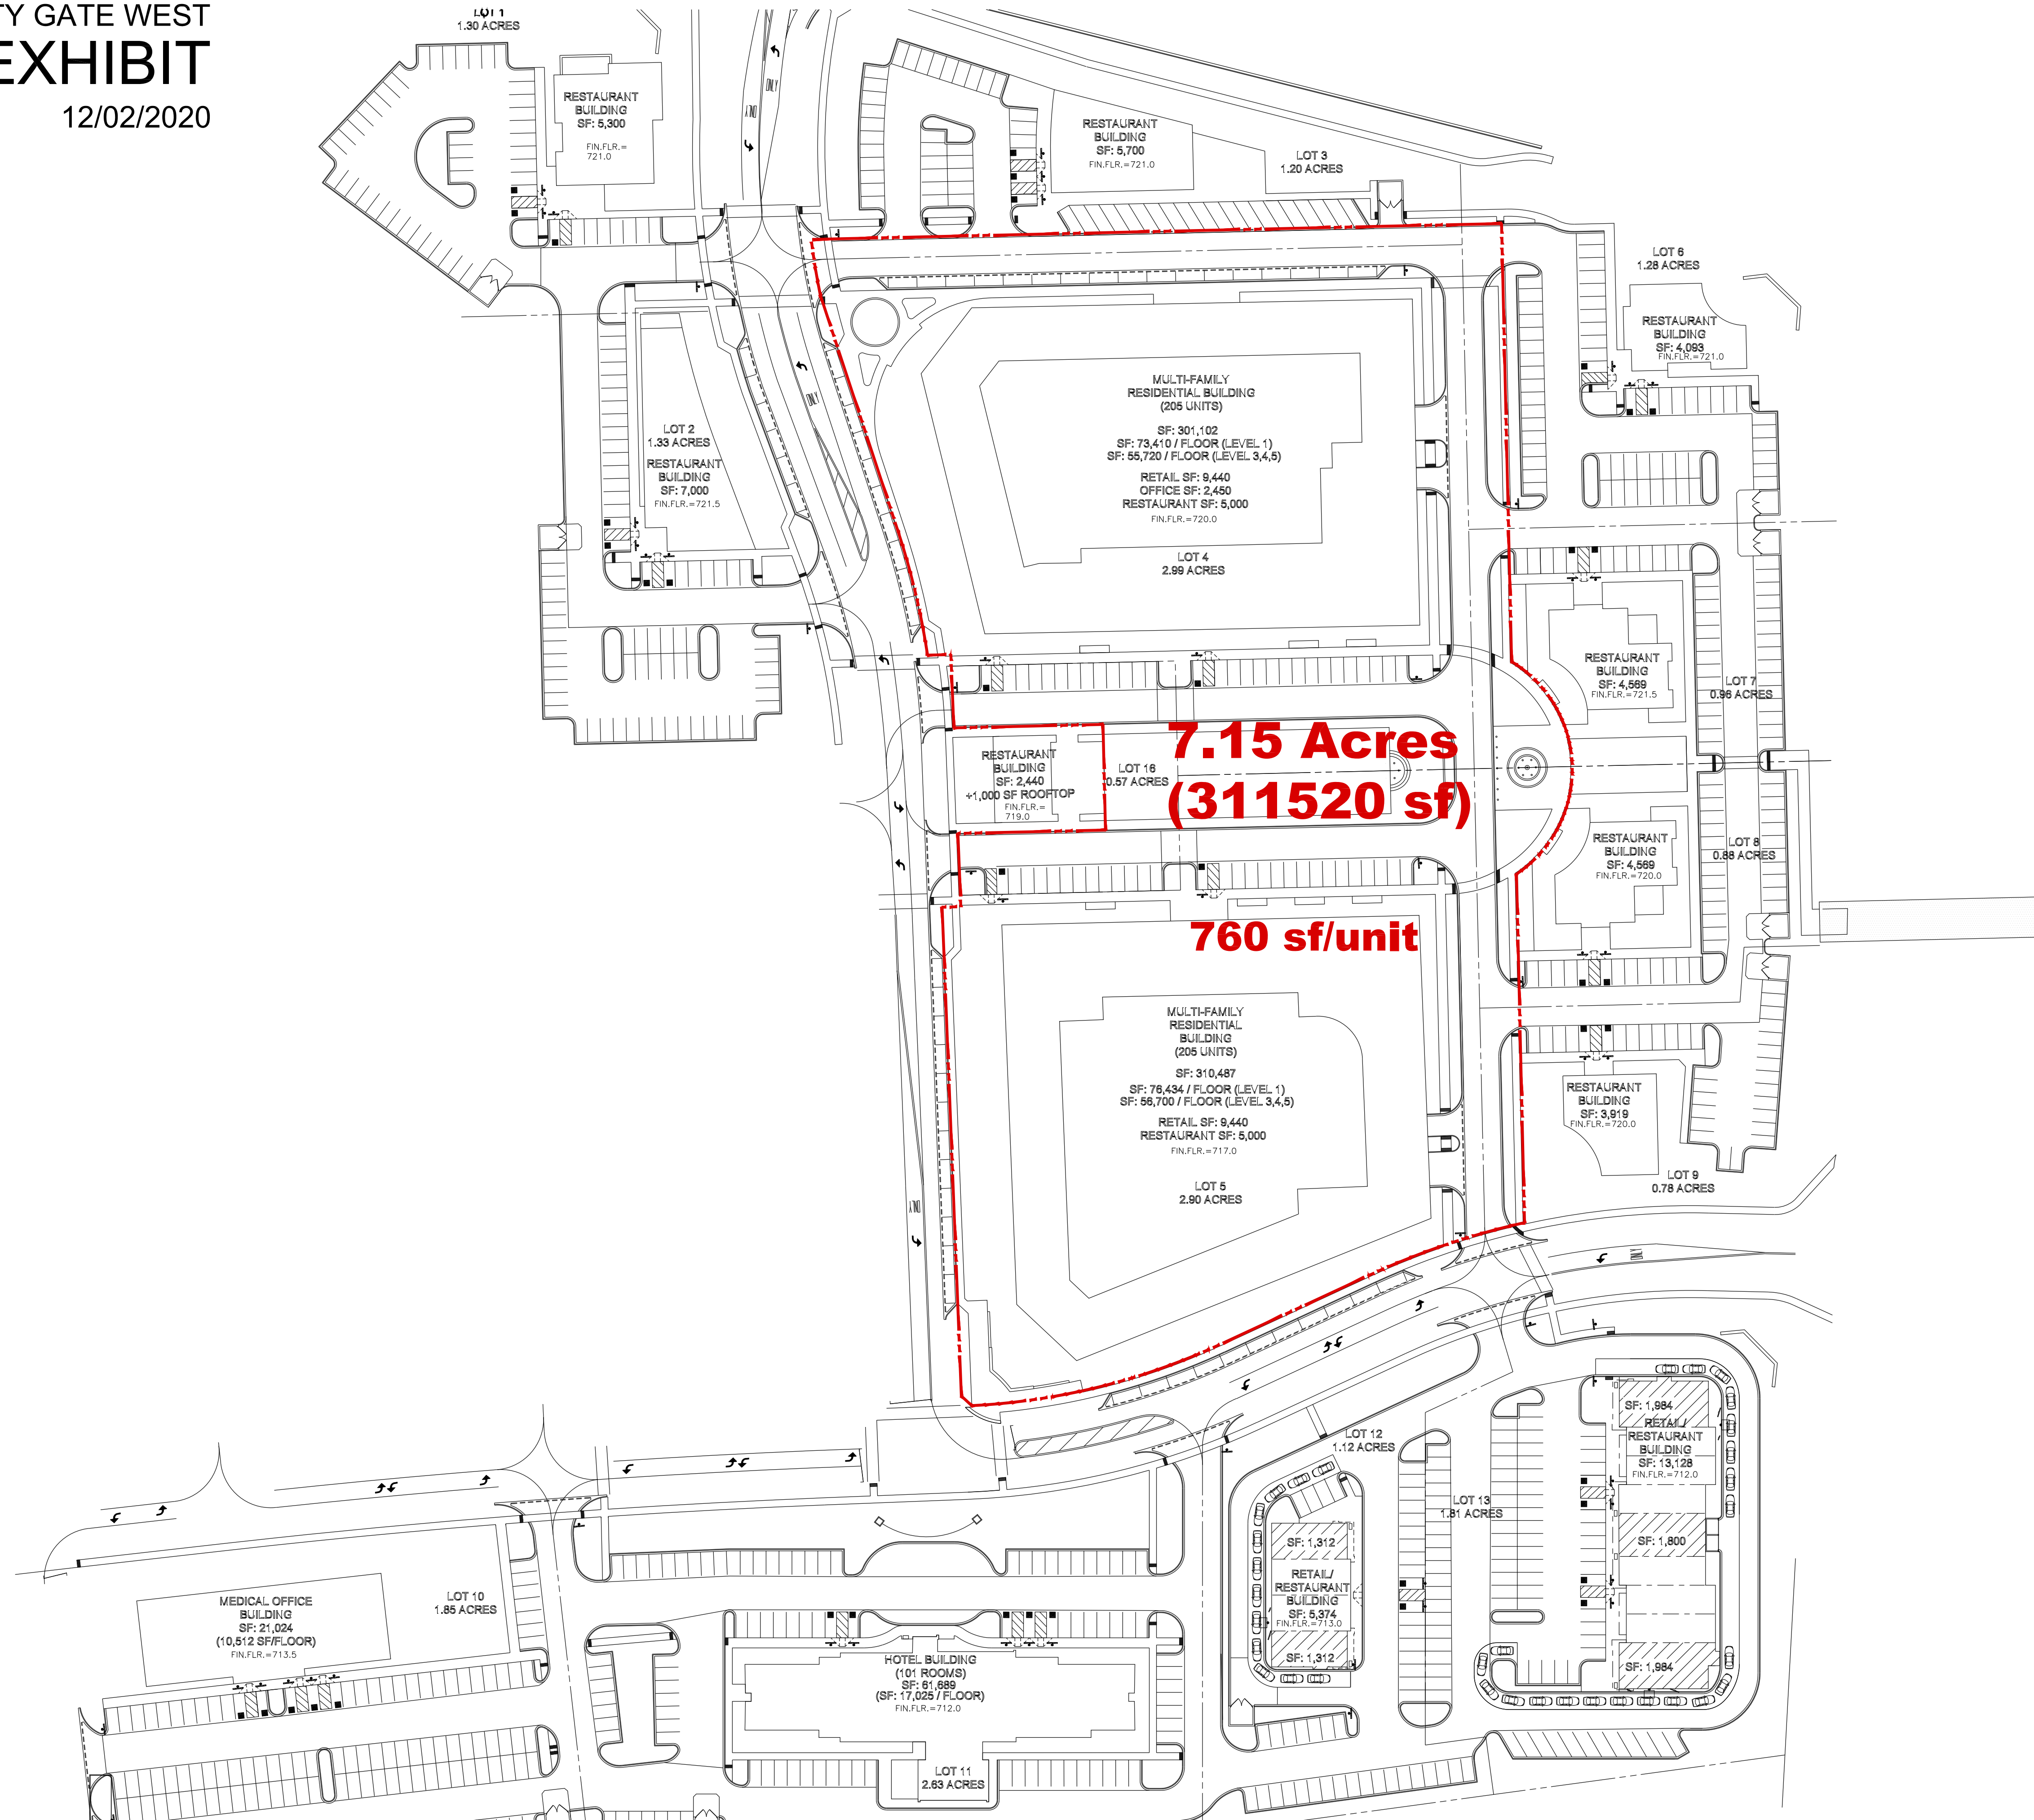 TY GATE WEST
EXHIBIT
12/02/2020
LOT 1
1.30 ACRES
RESTAURANT
BUILDING
SF: 5,300
FIN.FLR.=
721.0
RESTAURANT
BUILDING
SF: 5,700
FIN.FLR.=721.0
LOT 3
1.20 ACRES
ONLY
ONLY
LOT 6
1.28 ACRES
RESTAURANT
BUILDING
SF: 4,093
FIN.FLR.=721.0
LOT 2
1.33 ACRES
RESTAURANT
BUILDING
SF: 7,000
FIN.FLR.=721.5
ONLY
MULTI-FAMILY
RESIDENTIAL BUILDING
(205 UNITS)
SF: 301,102
SF: 73,410 / FLOOR (LEVEL 1)
SF: 55,720 / FLOOR (LEVEL 3,4,5)
RETAIL SF: 9,440
OFFICE SF: 2,450
RESTAURANT SF: 5,000
FIN.FLR.=720.0
LOT 4
2.99 ACRES
RESTAURANT
BUILDING
SF: 4,569
FIN.FLR.=721.5
LOT 7
0.96 ACRES
RESTAURANT
BUILDING
SF: 2,440
+1,000 SF ROOFTOP
FIN.FLR.=
719.0
LOT 16
0.57 ACRES
7.15 Acres
(311520 sf)
RESTAURANT
BUILDING
SF: 4,569
FIN.FLR.=720.0
LOT 8
0.88 ACRES
760 sf/unit
MULTI-FAMILY
RESIDENTIAL
BUILDING
(205 UNITS)
SF: 310,487
SF: 76,434 / FLOOR (LEVEL 1)
SF: 56,700 / FLOOR (LEVEL 3,4,5)
RETAIL SF: 9,440
RESTAURANT SF: 5,000
FIN.FLR.=717.0
LOT 5
2.90 ACRES
RESTAURANT
BUILDING
SF: 3,919
FIN.FLR.=720.0
LOT 9
0.78 ACRES
ONLY
LOT 12
1.12 ACRES
SF: 1,984
RETAIL/
RESTAURANT
BUILDING
SF: 13,128
FIN.FLR.=712.0
LOT 13
1.81 ACRES
SF: 1,800
SF: 1,984
SF: 1,312
RETAIL/
RESTAURANT
BUILDING
SF: 5,374
FIN.FLR.=713.0
SF: 1,312
MEDICAL OFFICE
BUILDING
SF: 21,024
(10,512 SF/FLOOR)
FIN.FLR.=713.5
LOT 10
1.85 ACRES
HOTEL BUILDING
(101 ROOMS)
SF: 61,689
(SF: 17,025 / FLOOR)
FIN.FLR.=712.0
LOT 11
2.63 ACRES